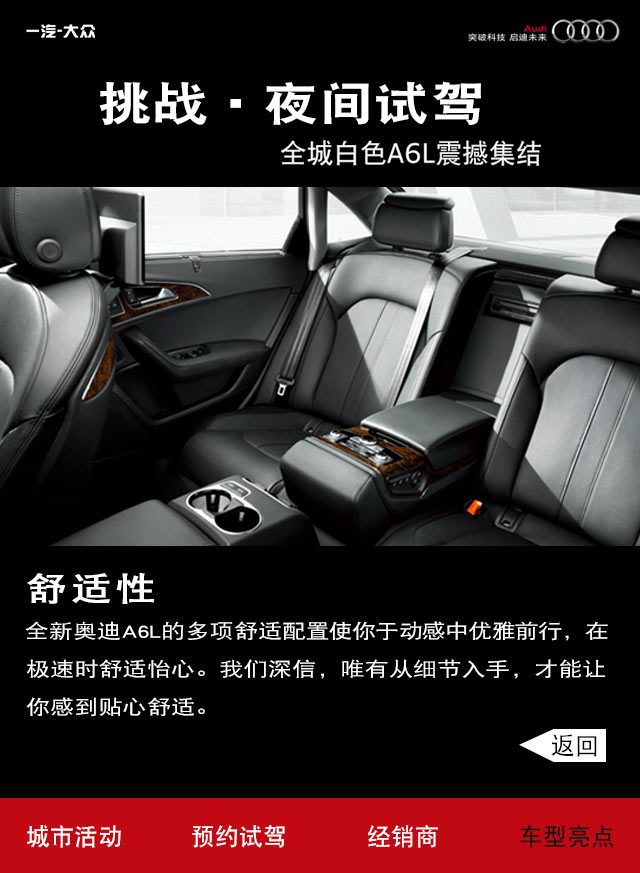 一汽-大众
Audi
突破科技 启迪未来
挑战·夜间试驾
全城白色A6L震撼集结
舒适性
全新奥迪A6L的多项舒适配置使你于动感中优雅前行，在
极速时舒适怡心。我们深信，唯有从细节入手，才能让
你感到贴心舒适。
返回
城市活动 预约试驾 经销商 车型亮点